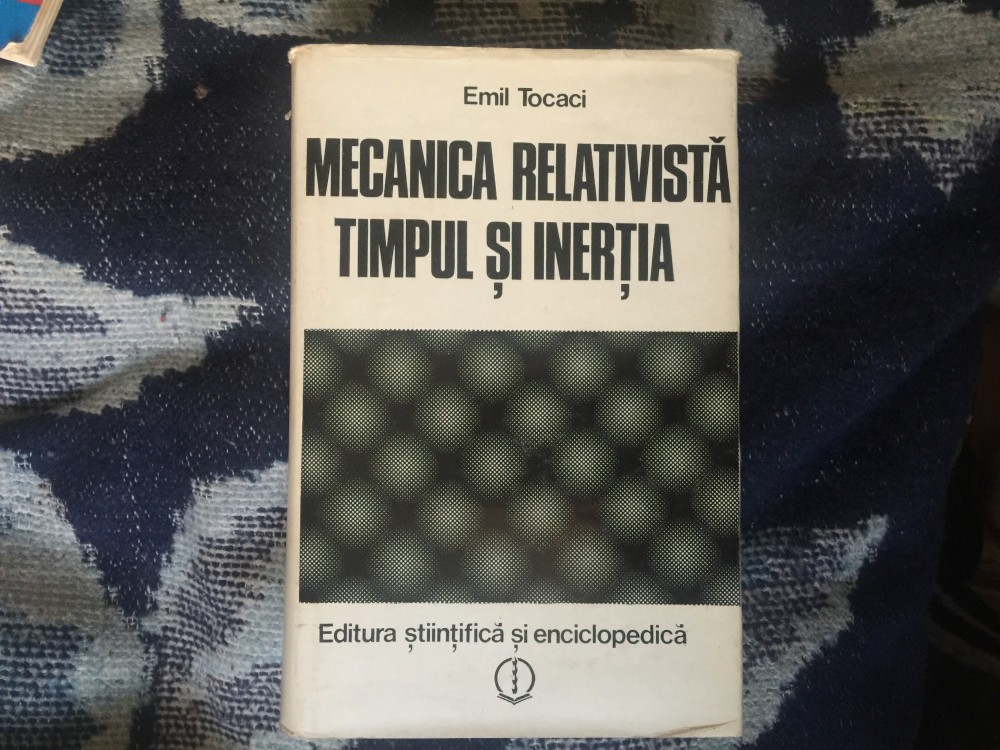 Emil Tocaci
MECANICA RELATIVISTĂ
TIMPUL ȘI INERȚIA
Editura științifică și enciclopedică